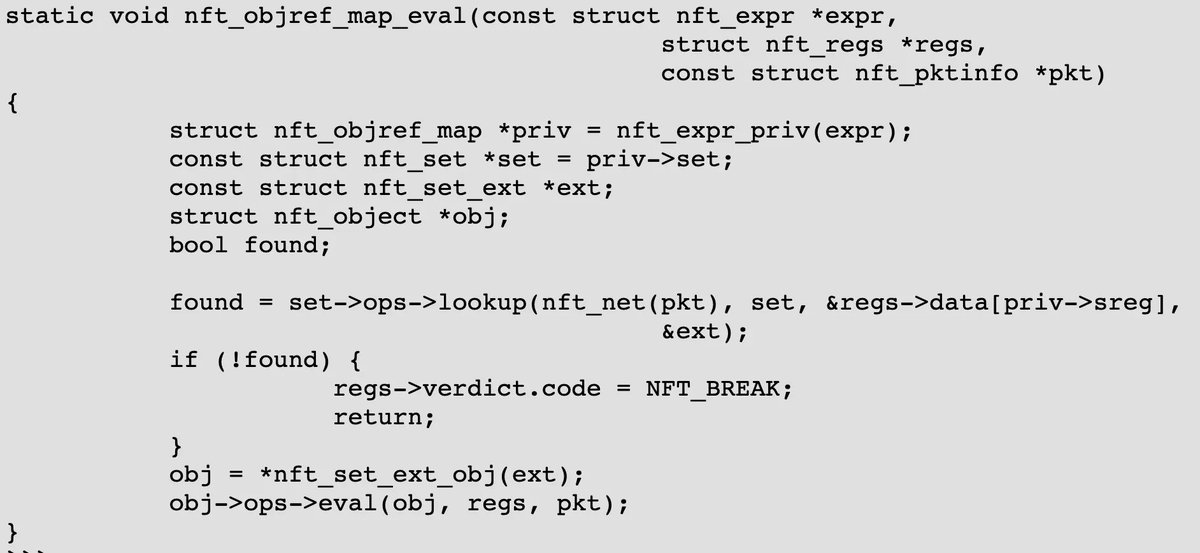 static void nft_objref_map_eval(const struct nft_expr *expr,
struct nft_regs *regs,
const struct nft_pktinfo *pkt)
{
struct nft_objref_map *priv = nft_expr_priv(expr);
const struct nft_set *set = priv->set;
const struct nft_set_ext *ext;
struct nft_object *obj;
bool found;
found = set->ops->lookup(nft_net(pkt), set, &regs->data[priv->sreg],
&ext);
if (!found) {
regs->verdict.code = NFT_BREAK;
return;
}
obj = *nft_set_ext_obj(ext);
obj->ops->eval(obj, regs, pkt);
}